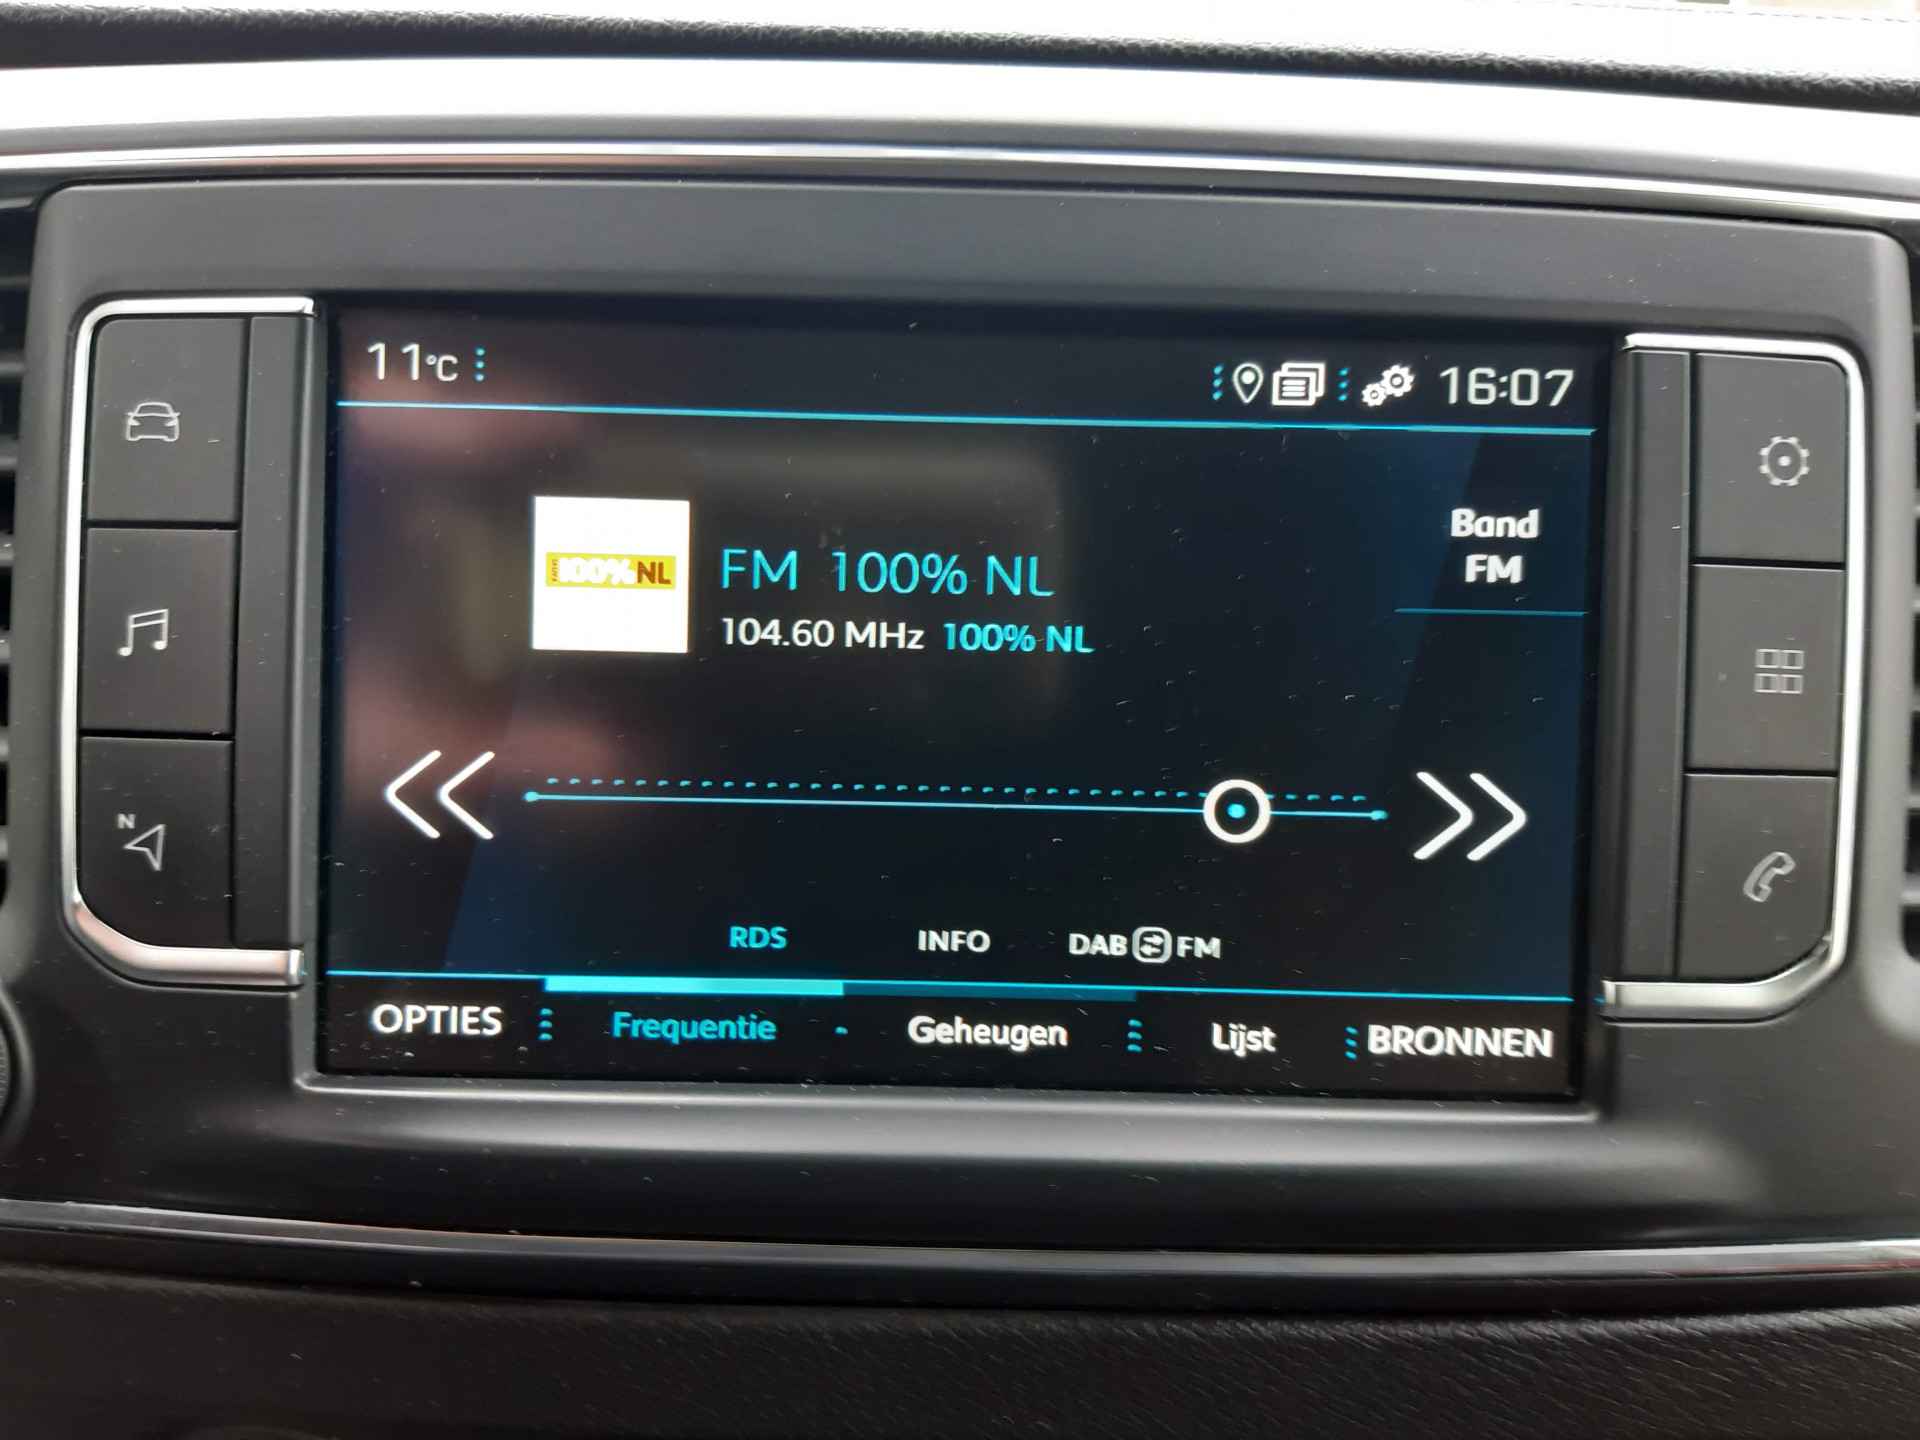 11°C
16:07
Band
FM
100%NL
FM 100% NL
104.60 MHz 100% NL
N
RDS INFO DAB FM
OPTIES Frequentie Geheugen Lijst BRONNEN